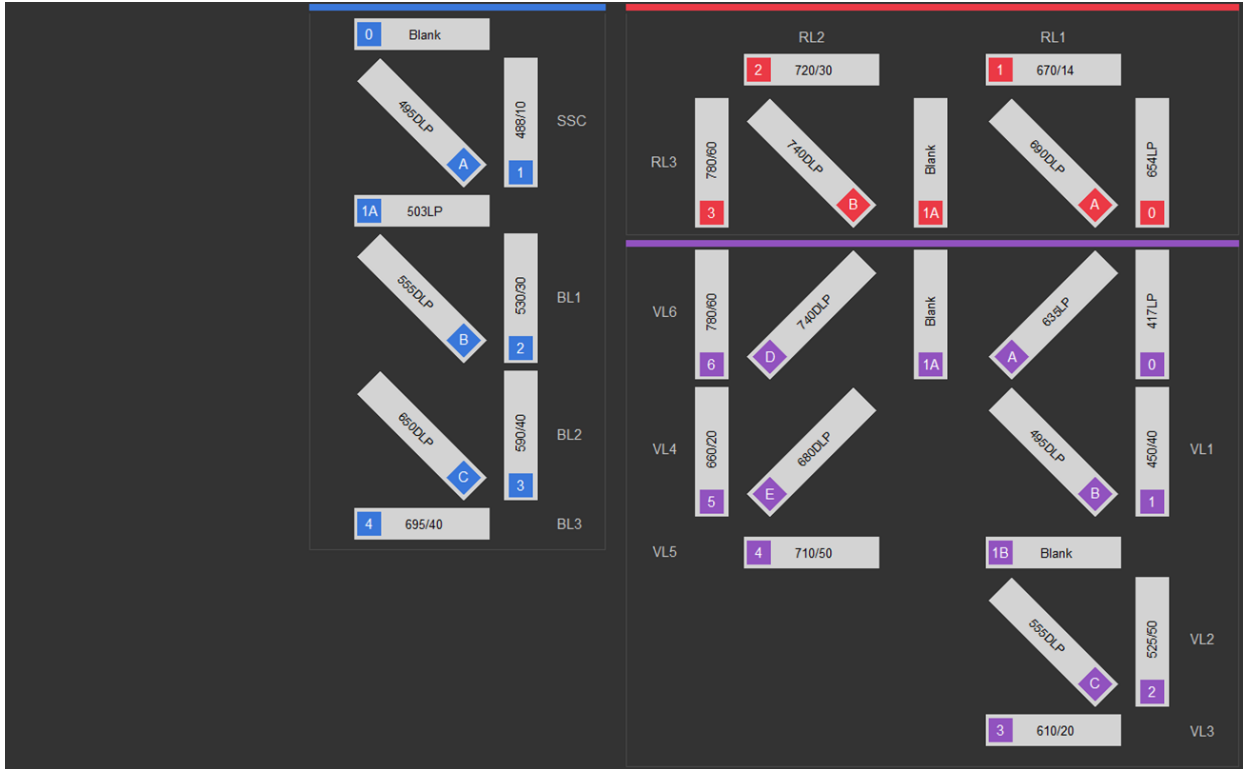 0 Blank
495DLP
A
488/10
1
SSC
1A 503LP
555DLP
B
530/30
2
BL1
650DLP
C
590/40
3
BL2
4 695/40
BL3
RL2
RL1
2 720/30
1 670/14
RL3
780/60
3
740DLP
B
Blank
1A
690DLP
A
654LP
0
VL6
780/60
6
740DLP
D
Blank
1A
635LP
A
417LP
0
VL4
660/20
5
680DLP
E
495DLP
B
450/40
1
VL1
VL5
4 710/50
1B Blank
555DLP
C
525/50
2
VL2
3 610/20
VL3